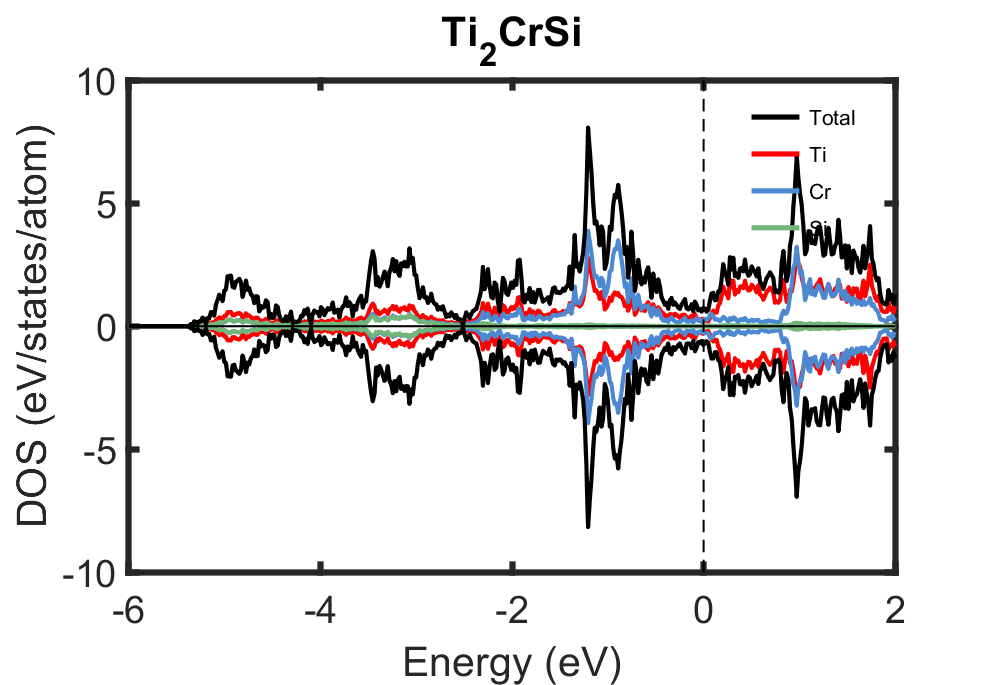 Ti2CrSi
10
5
0
-5
-10
DOS (eV/states/atom)
Total
Ti
Cr
Si
-6 -4 -2 0 2
Energy (eV)